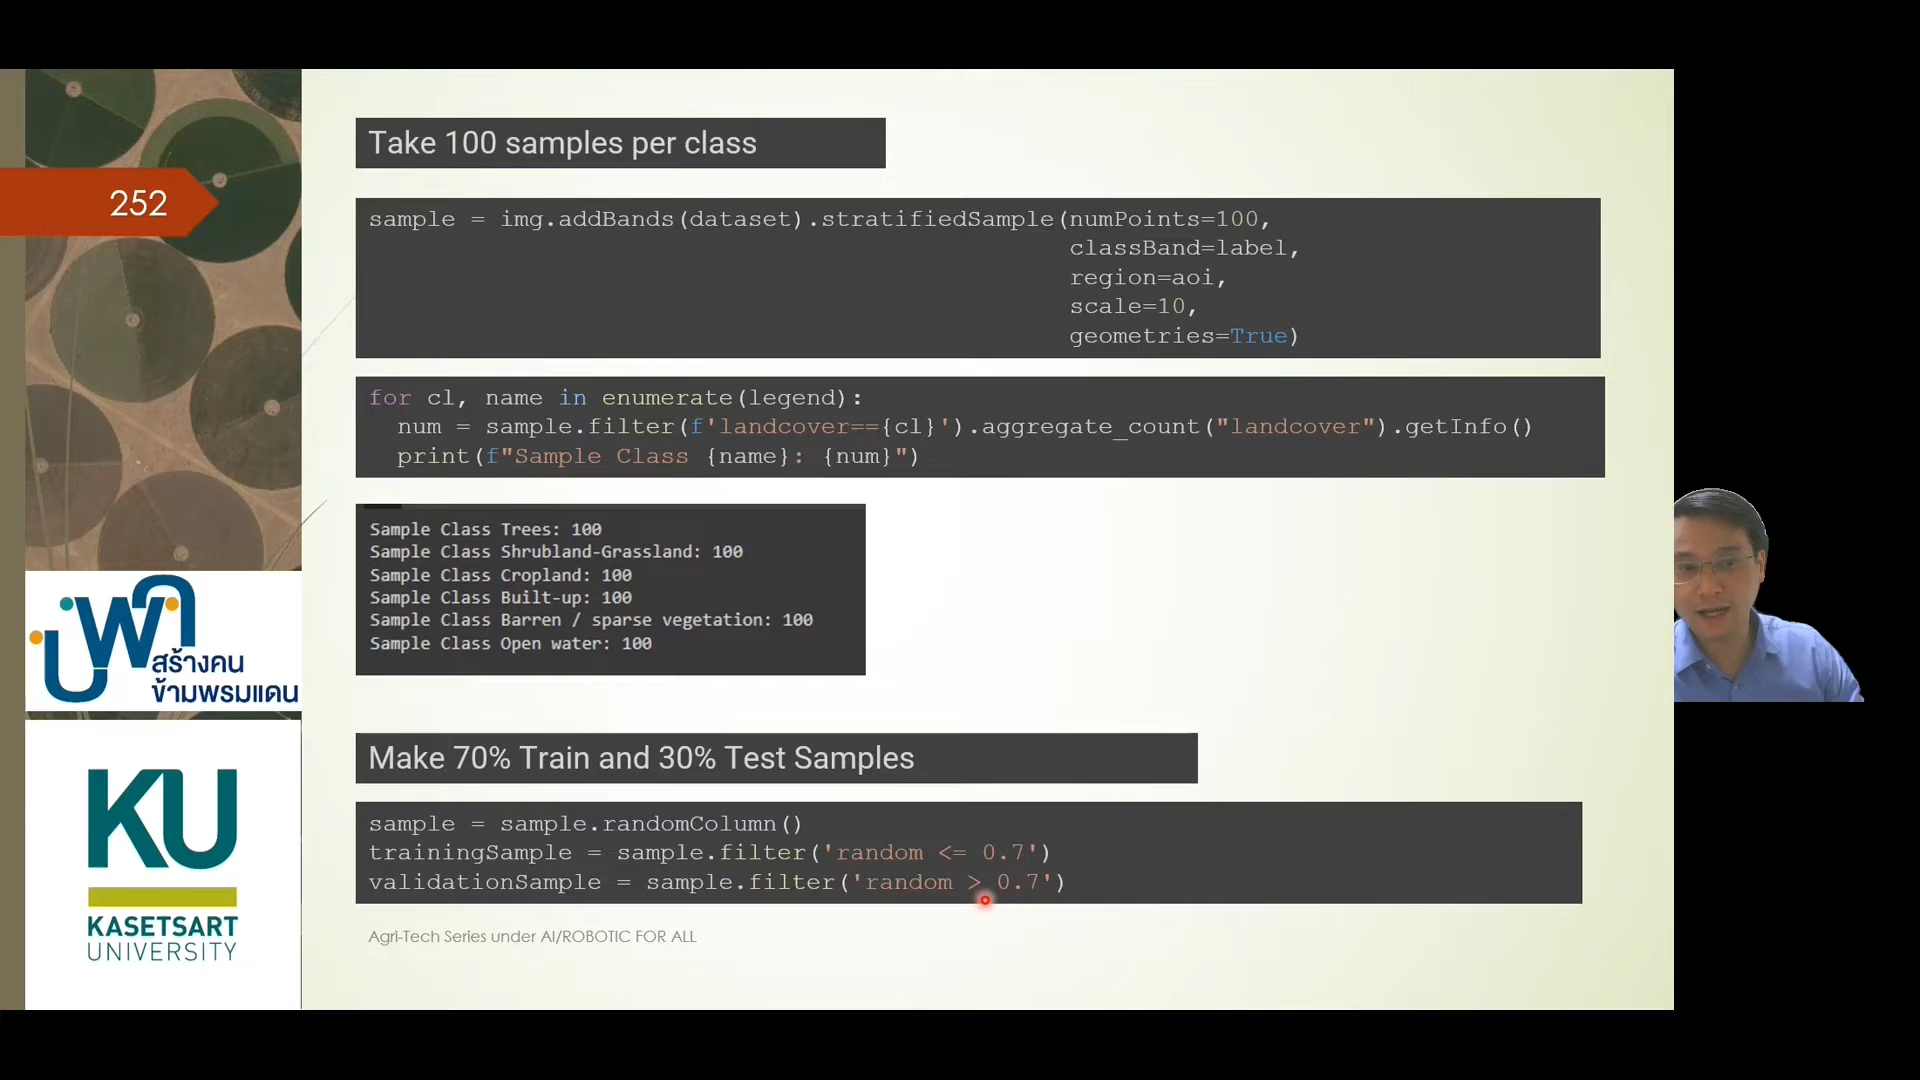 252
Take 100 samples per class
sample = img.addBands(dataset).stratifiedSample(numPoints=100,
classBand=label,
region=aoi,
scale=10,
geometries=True)
for cl, name in enumerate(legend):
num = sample.filter(f'landcover=={cl}').aggregate_count("landcover").getInfo()
print(f"Sample Class {name}: {num}")
Sample Class Trees: 100
Sample Class Shrubland-Grassland: 100
Sample Class Cropland: 100
Sample Class Built-up: 100
Sample Class Barren / sparse vegetation: 100
Sample Class Open water: 100
Make 70% Train and 30% Test Samples
sample = sample.randomColumn()
trainingSample = sample.filter('random <= 0.7')
validationSample = sample.filter('random > 0.7')
Agri-Tech Series under AI/ROBOTIC FOR ALL
บพค
สร้างคน
ข้ามพรมแดน
KU
KASETSART
UNIVERSITY